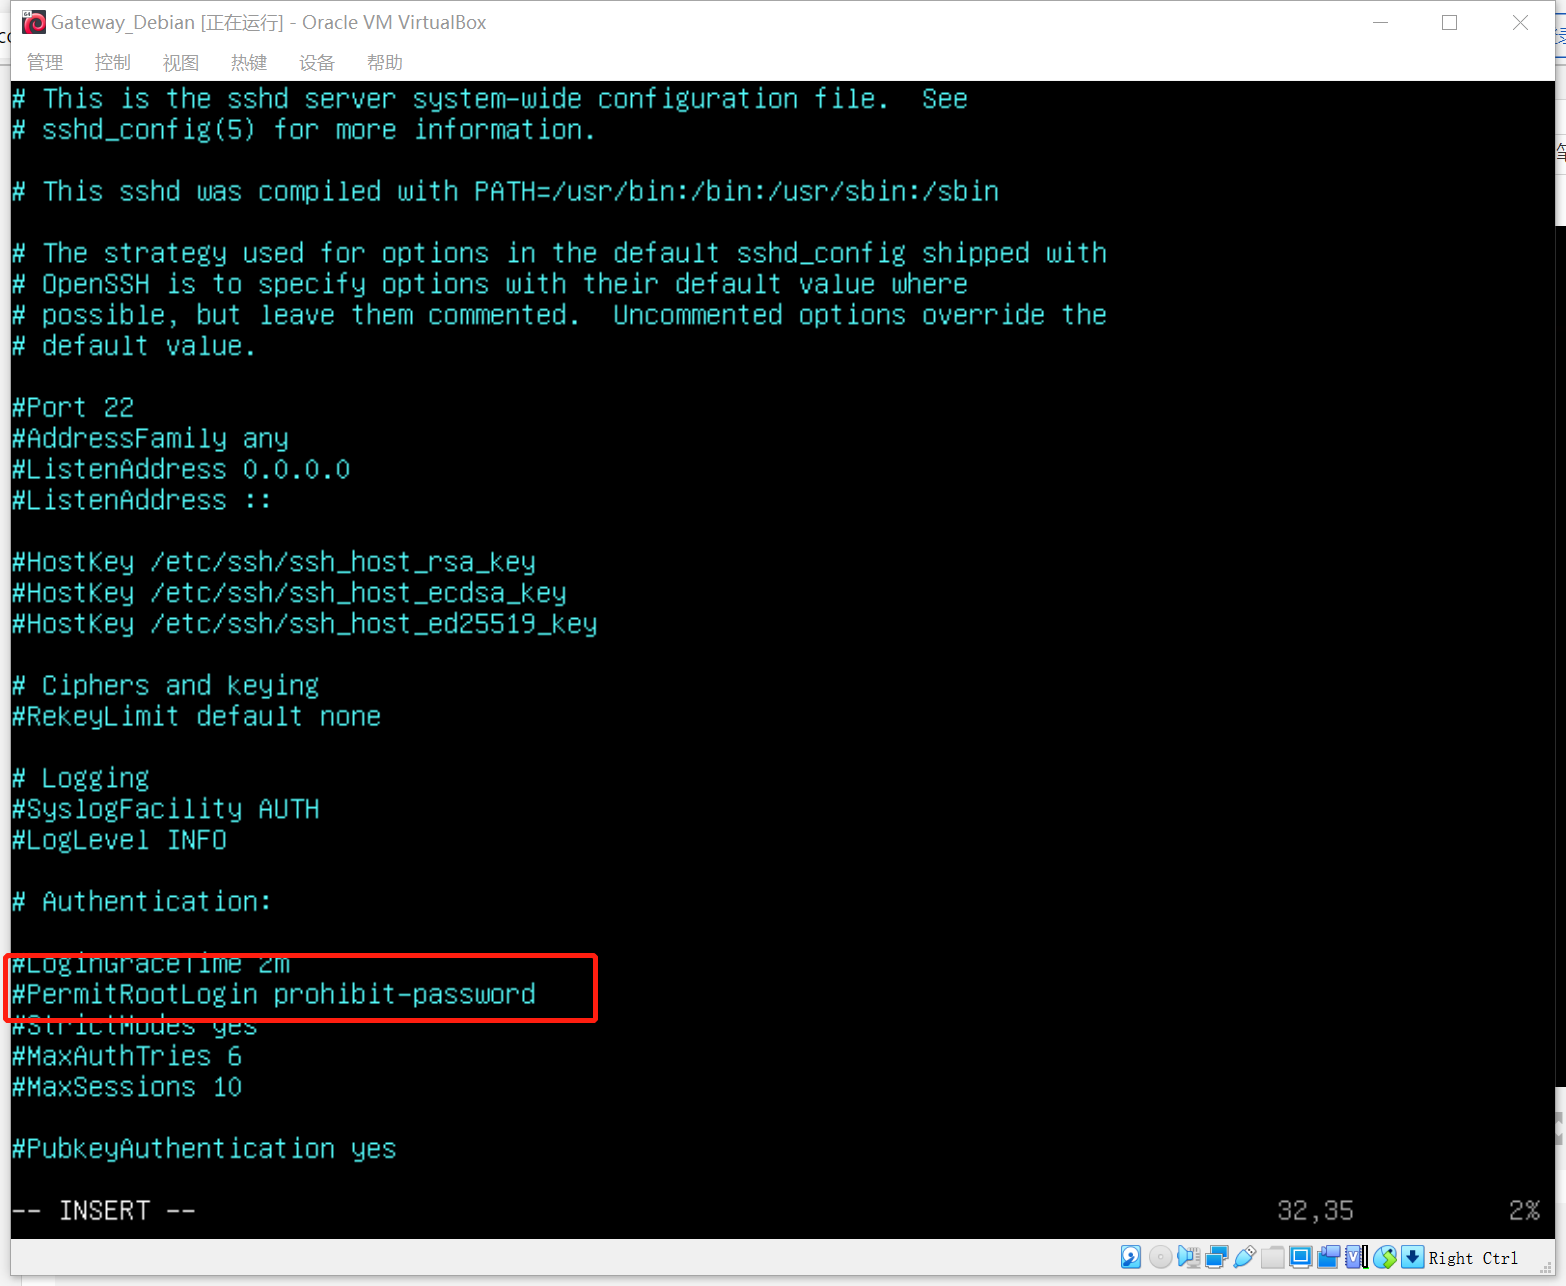 Gateway_Debian [正在运行] - Oracle VM VirtualBox
管理 控制 视图 热键 设备 帮助
# This is the sshd server system-wide configuration file.  See
# sshd_config(5) for more information.
# This sshd was compiled with PATH=/usr/bin:/bin:/usr/sbin:/sbin
# The strategy used for options in the default sshd_config shipped with
# OpenSSH is to specify options with their default value where
# possible, but leave them commented.  Uncommented options override the
# default value.
#Port 22
#AddressFamily any
#ListenAddress 0.0.0.0
#ListenAddress ::
#HostKey /etc/ssh/ssh_host_rsa_key
#HostKey /etc/ssh/ssh_host_ecdsa_key
#HostKey /etc/ssh/ssh_host_ed25519_key
# Ciphers and keying
#RekeyLimit default none
# Logging
#SyslogFacility AUTH
#LogLevel INFO
# Authentication:
#LoginGraceTime 2m
#PermitRootLogin prohibit-password
#StrictModes yes
#MaxAuthTries 6
#MaxSessions 10
#PubkeyAuthentication yes
-- INSERT -- 32,35 2%
Right Ctrl